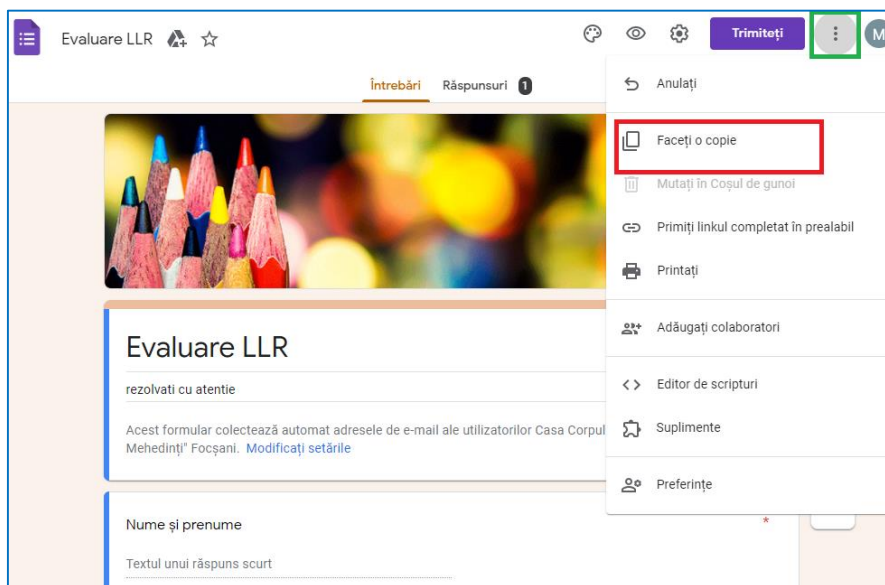 Evaluare LLR
Trimiteți
M
Întrebări Răspunsuri 1
Anulați
Faceți o copie
Mutați în Coșul de gunoi
Primiți linkul completat în prealabil
Printați
Adăugați colaboratori
Editor de scripturi
Suplimente
Preferințe
Evaluare LLR
rezolvati cu atentie
Acest formular colectează automat adresele de e-mail ale utilizatorilor Casa Corpul
Mehedinți" Focșani. Modificați setările
Nume și prenume
*
Textul unui răspuns scurt